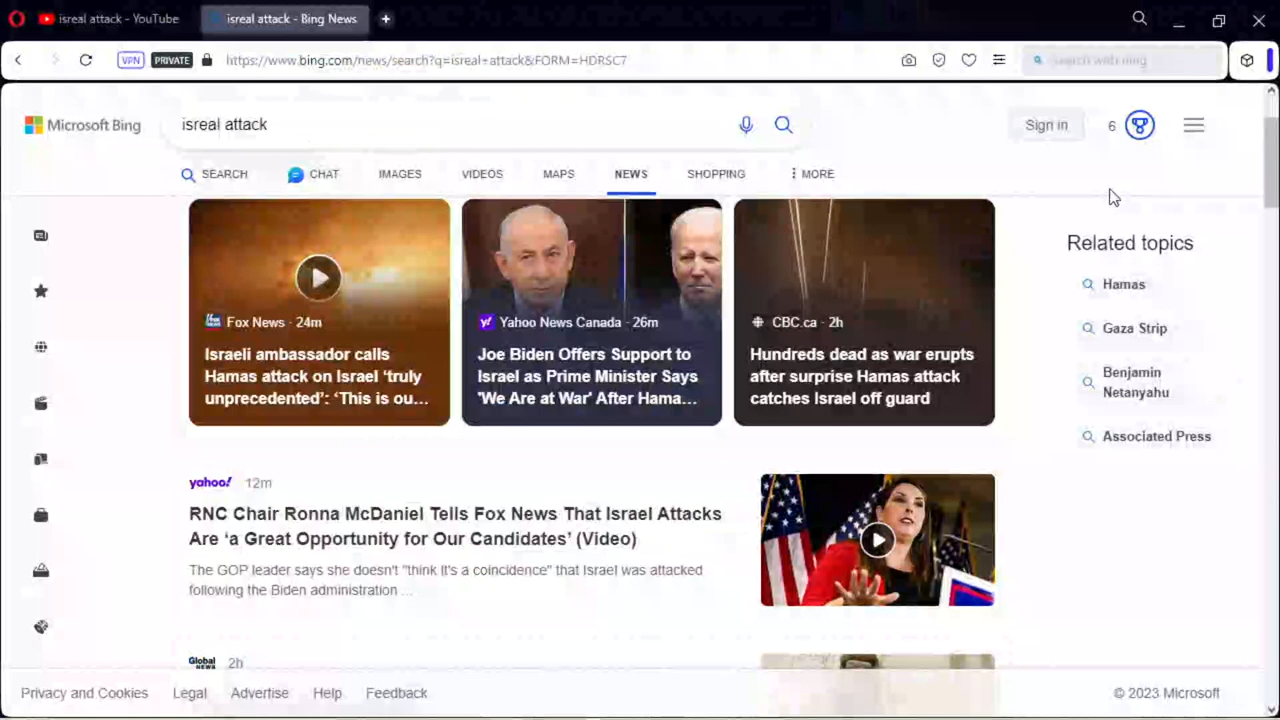 isreal attack - YouTube
isreal attack - Bing News
VPN
PRIVATE
https://www.bing.com/news/search?q=isreal+attack&FORM=HDRSC7
Search with Bing
Microsoft Bing
isreal attack
Sign in
6
SEARCH
CHAT
IMAGES
VIDEOS
MAPS
NEWS
SHOPPING
MORE
Fox News · 24m
Israeli ambassador calls
Hamas attack on Israel ‘truly
unprecedented’: ‘This is ou...
Yahoo News Canada · 26m
Joe Biden Offers Support to
Israel as Prime Minister Says
'We Are at War' After Hama...
CBC.ca · 2h
Hundreds dead as war erupts
after surprise Hamas attack
catches Israel off guard
Related topics
Hamas
Gaza Strip
Benjamin
Netanyahu
Associated Press
yahoo! 12m
RNC Chair Ronna McDaniel Tells Fox News That Israel Attacks
Are ‘a Great Opportunity for Our Candidates’ (Video)
The GOP leader says she doesn't "think it's a coincidence" that Israel was attacked
following the Biden administration ...
Global NEWS 2h
Privacy and Cookies
Legal
Advertise
Help
Feedback
© 2023 Microsoft